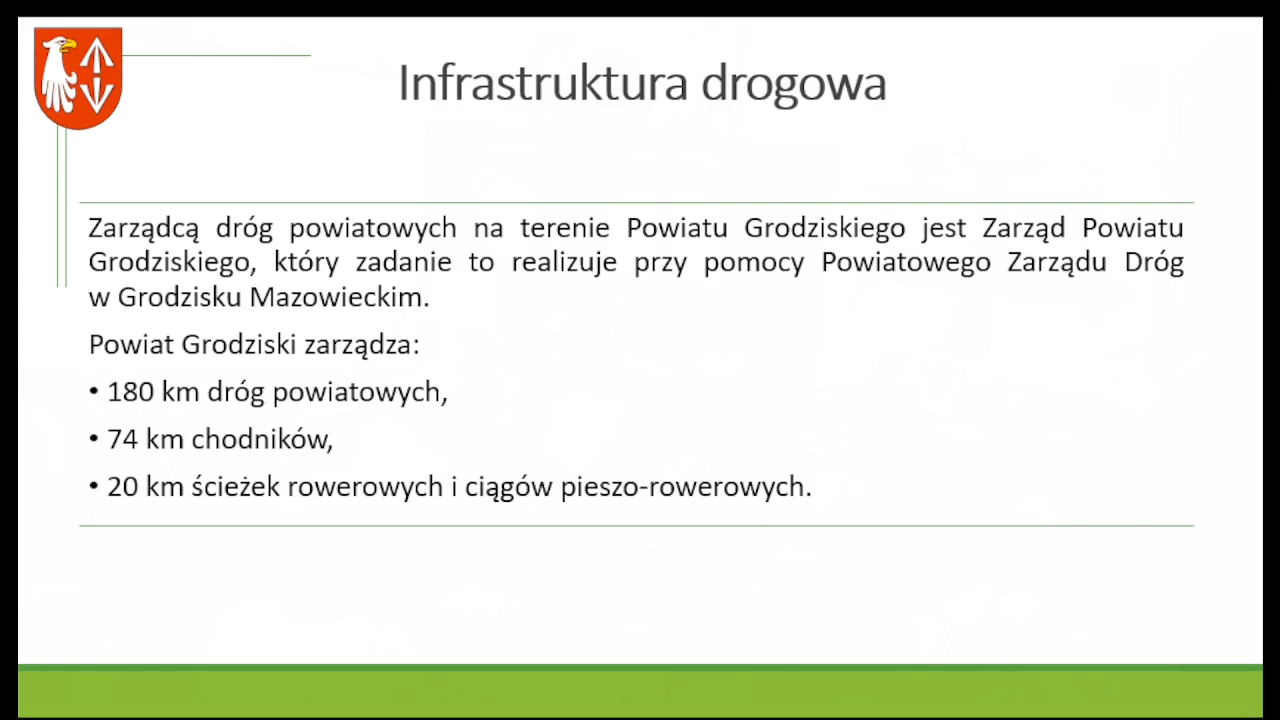 Infrastruktura drogowa
Zarządcą dróg powiatowych na terenie Powiatu Grodziskiego jest Zarząd Powiatu
Grodziskiego, który zadanie to realizuje przy pomocy Powiatowego Zarządu Dróg
w Grodzisku Mazowieckim.
Powiat Grodziski zarządza:
• 180 km dróg powiatowych,
• 74 km chodników,
• 20 km ścieżek rowerowych i ciągów pieszo-rowerowych.